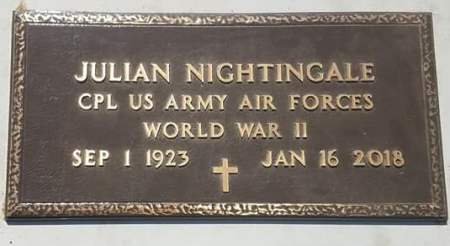 JULIAN NIGHTINGALE
CPL US ARMY AIR FORCES
WORLD WAR II
SEP 1 1923 JAN 16 2018